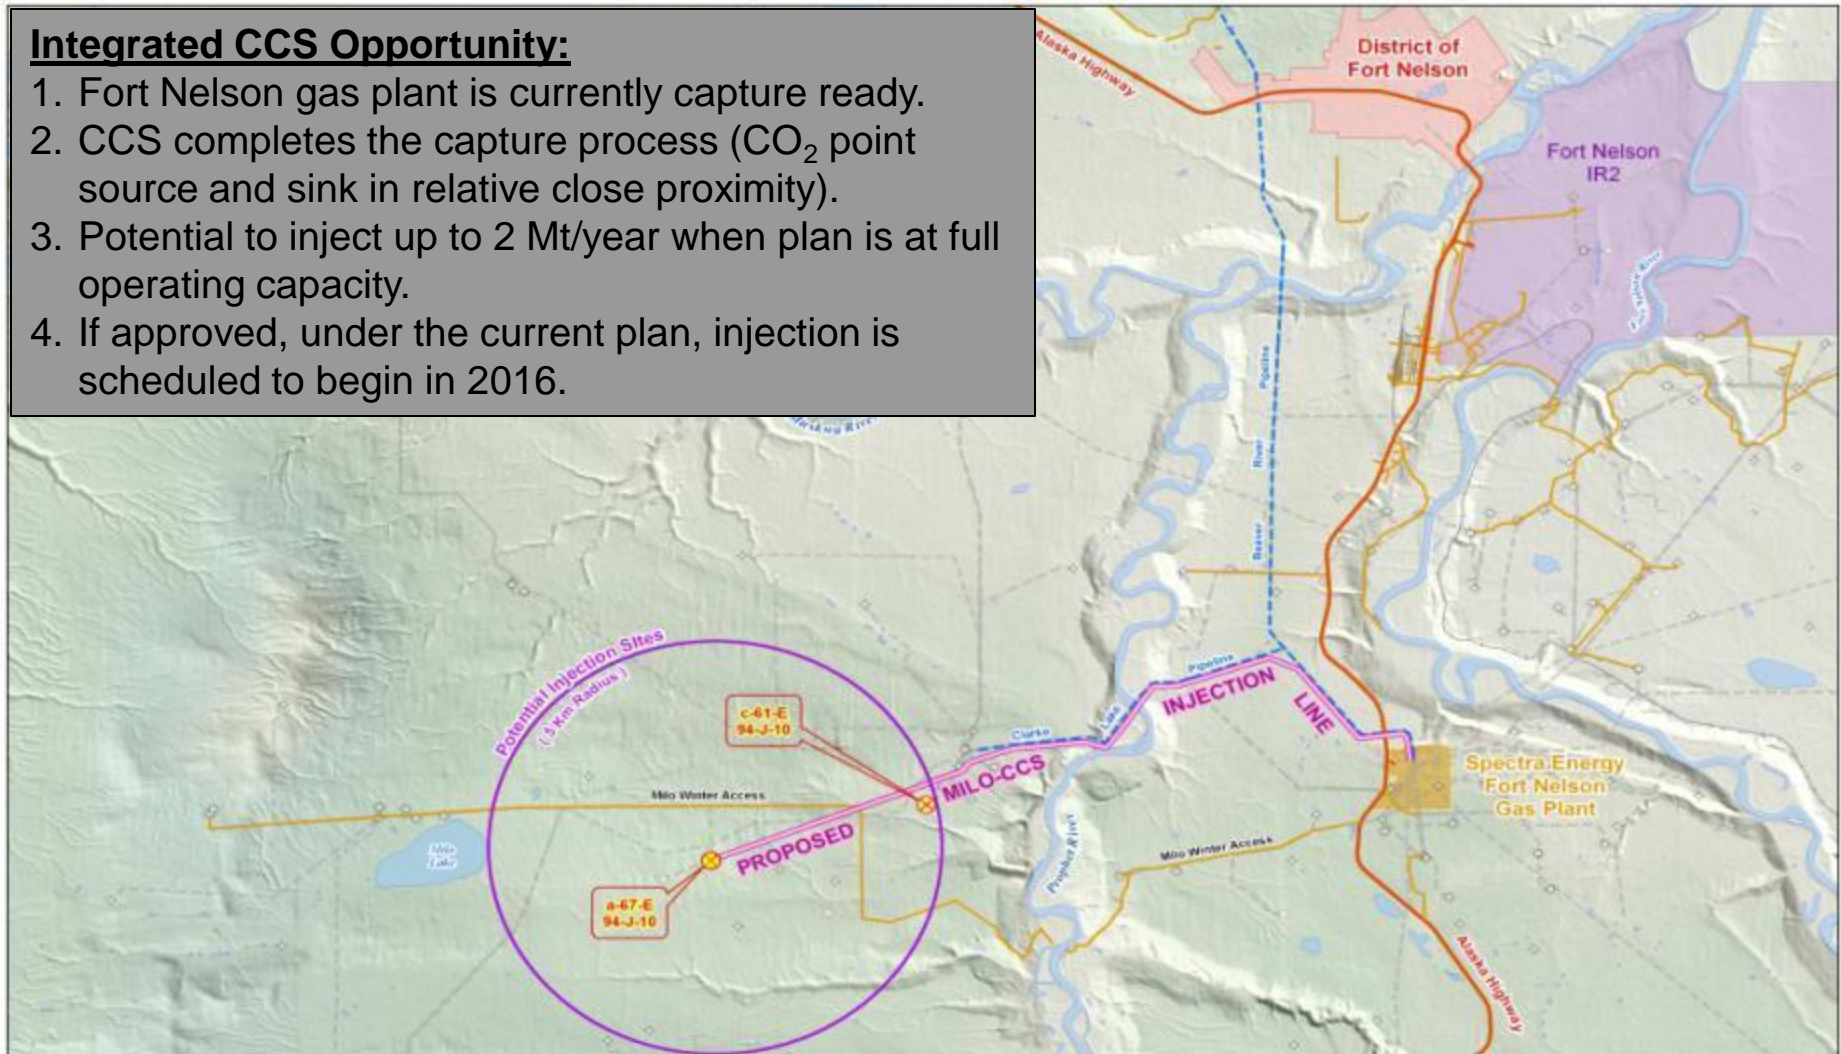 Integrated CCS Opportunity:
1. Fort Nelson gas plant is currently capture ready.
2. CCS completes the capture process (CO₂ point
source and sink in relative close proximity).
3. Potential to inject up to 2 Mt/year when plan is at full
operating capacity.
4. If approved, under the current plan, injection is
scheduled to begin in 2016.
Alaska Highway
District of
Fort Nelson
Fort Nelson
IR2
Fort Nelson River
Beaver River Pipeline
Potential Injection Sites
( 5 Km Radius )
c-61-E
94-J-10
Clarke Lake Pipeline
PROPOSED MILO-CCS INJECTION LINE
Spectra Energy
Fort Nelson
Gas Plant
Milo Winter Access
Milo
Lake
Prophet River
Milo Winter Access
a-67-E
94-J-10
Alaska Highway